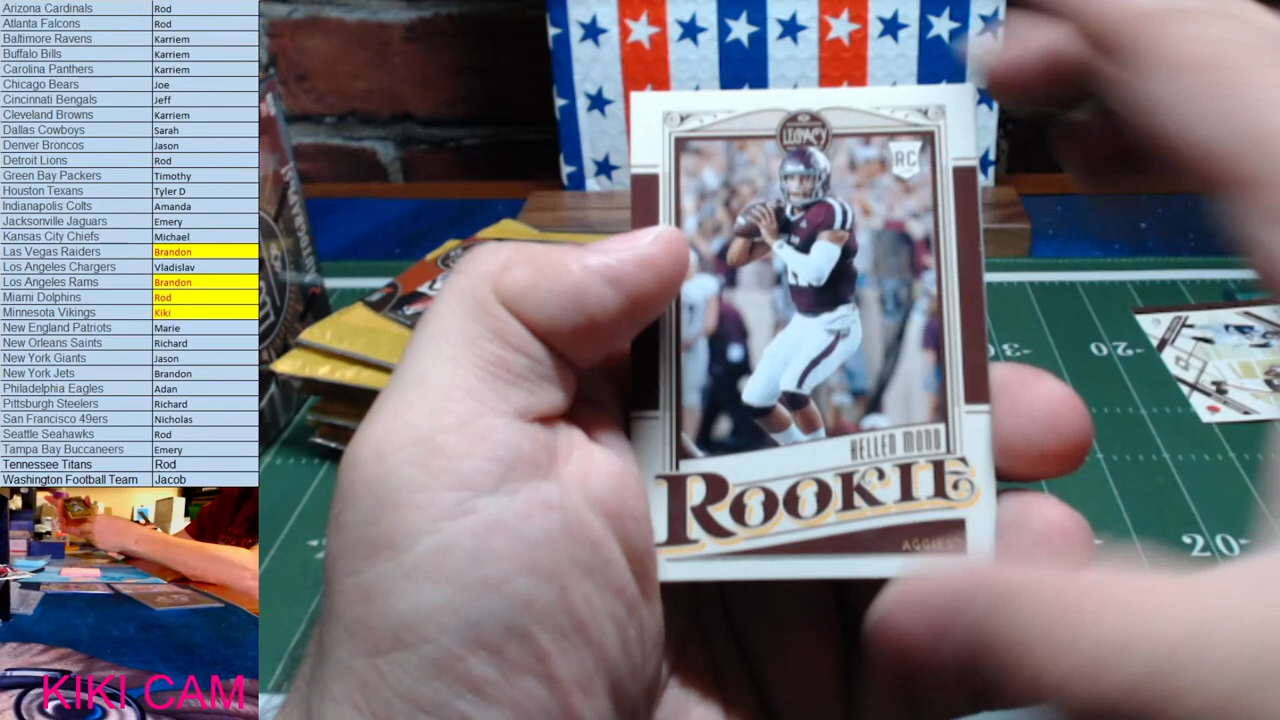 Arizona Cardinals Rod
Atlanta Falcons Rod
Baltimore Ravens Karriem
Buffalo Bills Karriem
Carolina Panthers Karriem
Chicago Bears Joe
Cincinnati Bengals Jeff
Cleveland Browns Karriem
Dallas Cowboys Sarah
Denver Broncos Jason
Detroit Lions Rod
Green Bay Packers Timothy
Houston Texans Tyler D
Indianapolis Colts Amanda
Jacksonville Jaguars Emery
Kansas City Chiefs Michael
Las Vegas Raiders Brandon
Los Angeles Chargers Vladislav
Los Angeles Rams Brandon
Miami Dolphins Rod
Minnesota Vikings Kiki
New England Patriots Marie
New Orleans Saints Richard
New York Giants Jason
New York Jets Brandon
Philadelphia Eagles Adan
Pittsburgh Steelers Richard
San Francisco 49ers Nicholas
Seattle Seahawks Rod
Tampa Bay Buccaneers Emery
Tennessee Titans Rod
Washington Football Team Jacob
KIKI CAM
LEGACY
RC
KELLEN MOND
ROOKIE
AGGIES
20
20